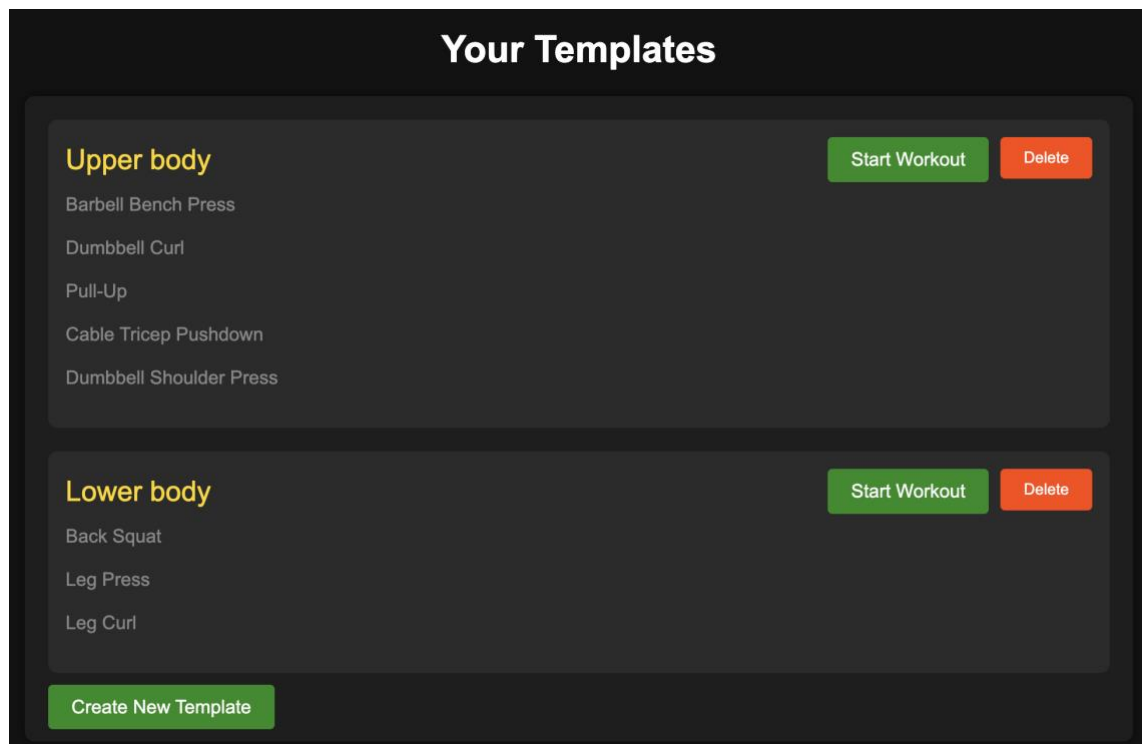 Your Templates
Upper body
Start Workout
Delete
Barbell Bench Press
Dumbbell Curl
Pull-Up
Cable Tricep Pushdown
Dumbbell Shoulder Press
Lower body
Start Workout
Delete
Back Squat
Leg Press
Leg Curl
Create New Template